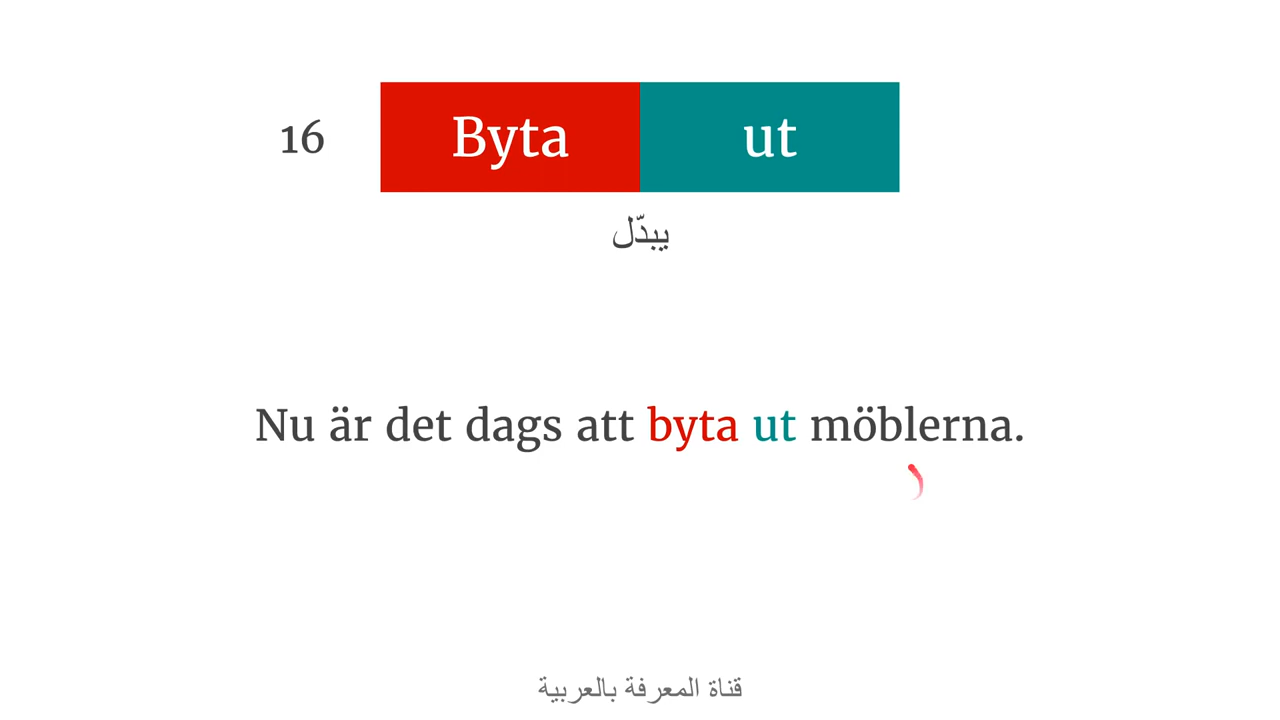 16 Byta ut
يبدّل
Nu är det dags att byta ut möblerna.
قناة المعرفة بالعربية